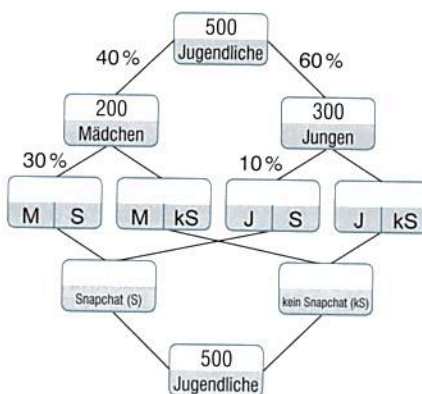 500
Jugendliche
40 %
60 %
200
Mädchen
300
Jungen
30 %
10 %
M S
M kS
J S
J kS
Snapchat (S)
kein Snapchat (kS)
500
Jugendliche